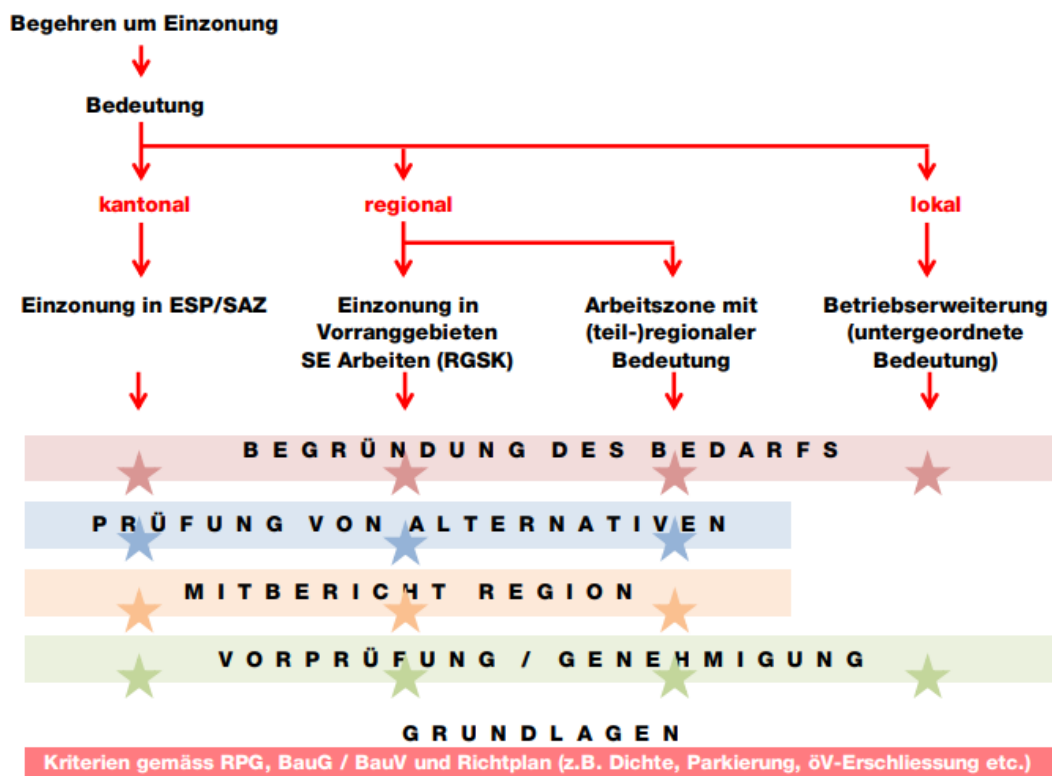 Begehren um Einzonung
Bedeutung
kantonal
regional
lokal
Einzonung in ESP/SAZ
Einzonung in
Vorranggebieten
SE Arbeiten (RGSK)
Arbeitszone mit
(teil-)regionaler
Bedeutung
Betriebserweiterung
(untergeordnete
Bedeutung)
BEGRÜNDUNG DES BEDARFS
PRÜFUNG VON ALTERNATIVEN
MITBERICHT REGION
VORPRÜFUNG / GENEHMIGUNG
GRUNDLAGEN
Kriterien gemäss RPG, BauG / BauV und Richtplan (z.B. Dichte, Parkierung, öV-Erschliessung etc.)